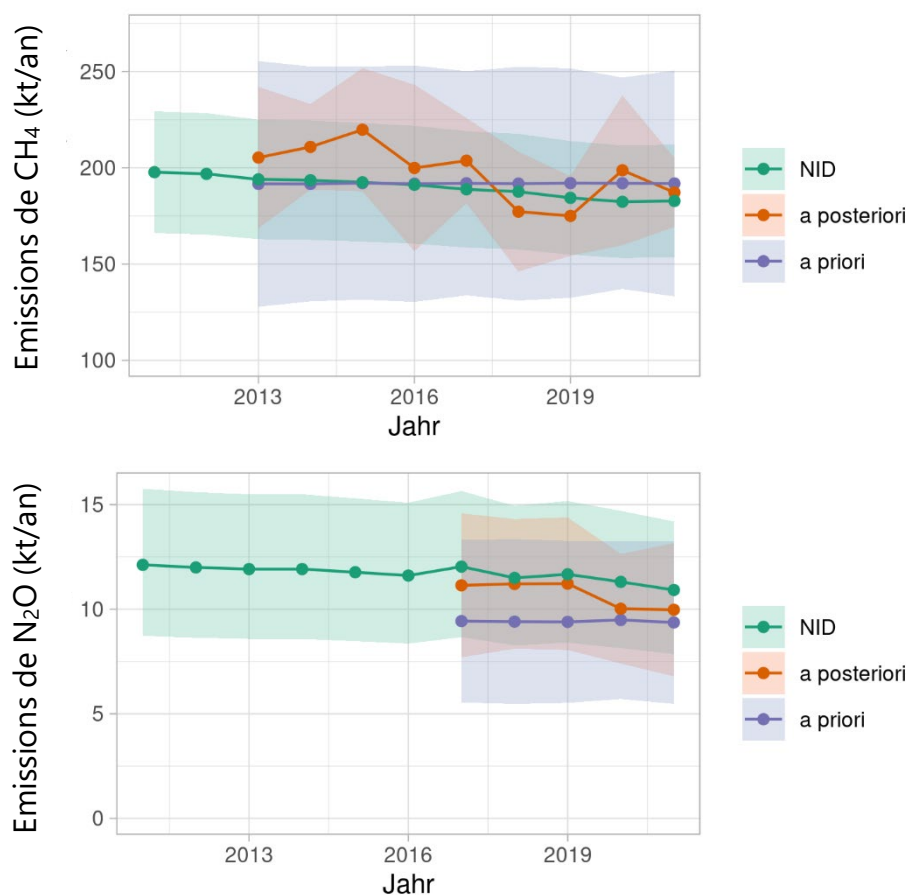 Emissions de CH₄ (kt/an)
250
200
150
100
2013
2016
2019
Jahr
NID
a posteriori
a priori
Emissions de N₂O (kt/an)
15
10
5
0
2013
2016
2019
Jahr
NID
a posteriori
a priori